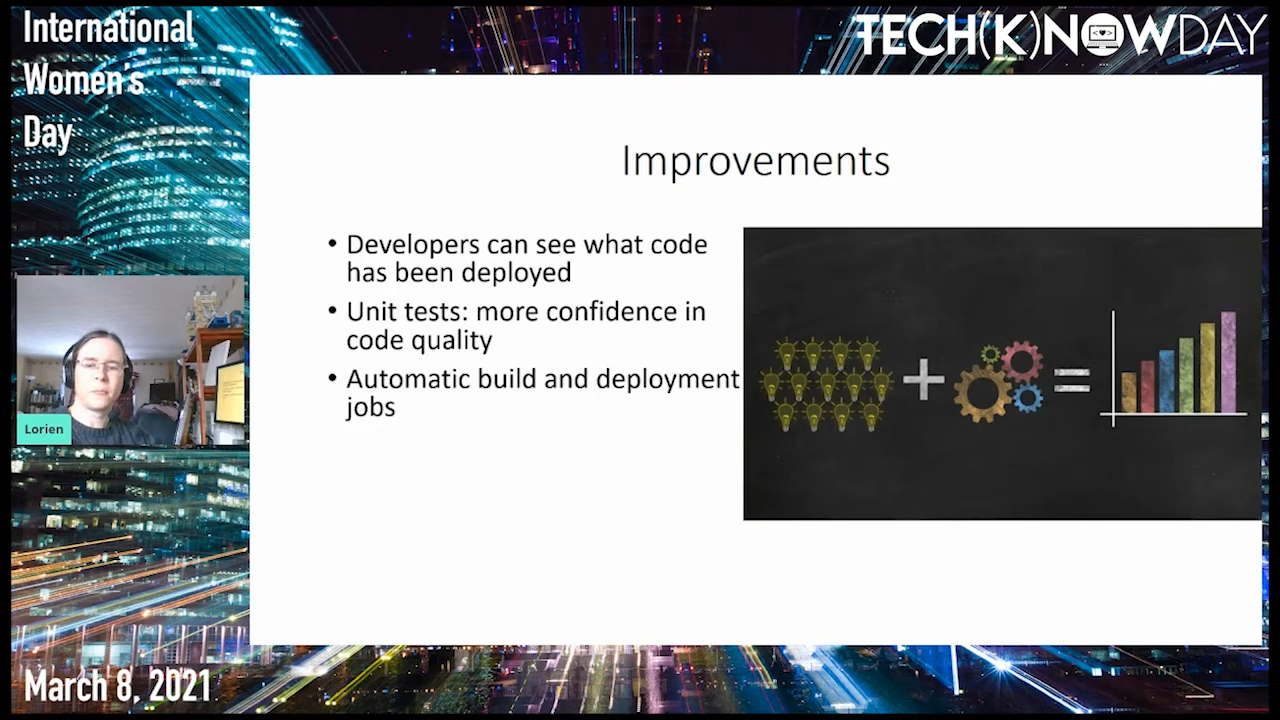 International
Women's
Day
TECH(K)NOWDAY
Improvements
• Developers can see what code
has been deployed
• Unit tests: more confidence in
code quality
• Automatic build and deployment
jobs
Lorien
March 8, 2021